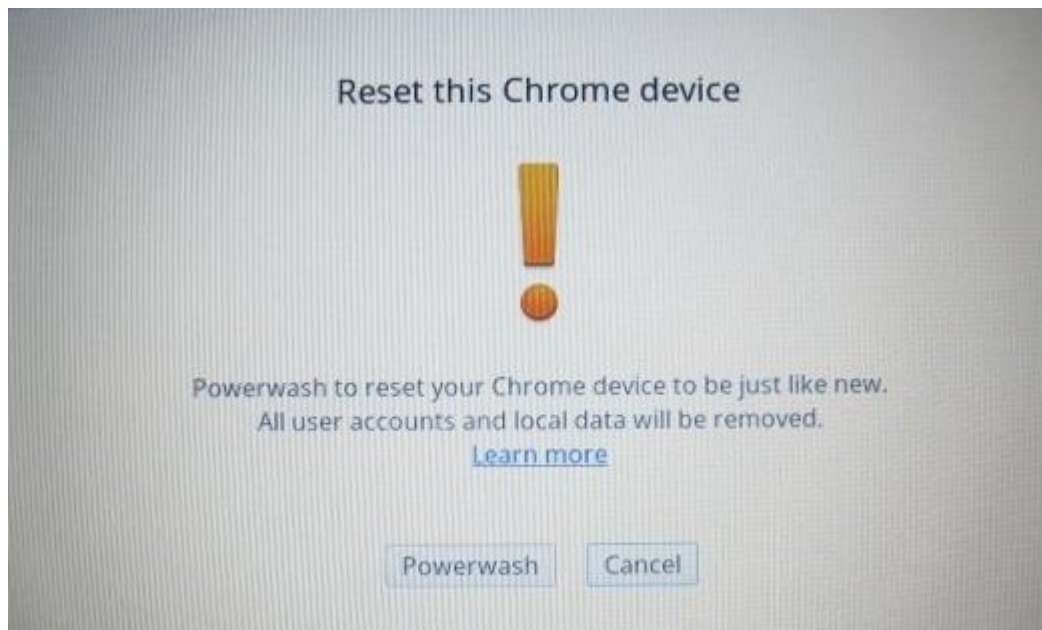 Reset this Chrome device
Powerwash to reset your Chrome device to be just like new.
All user accounts and local data will be removed.
Learn more
Powerwash Cancel